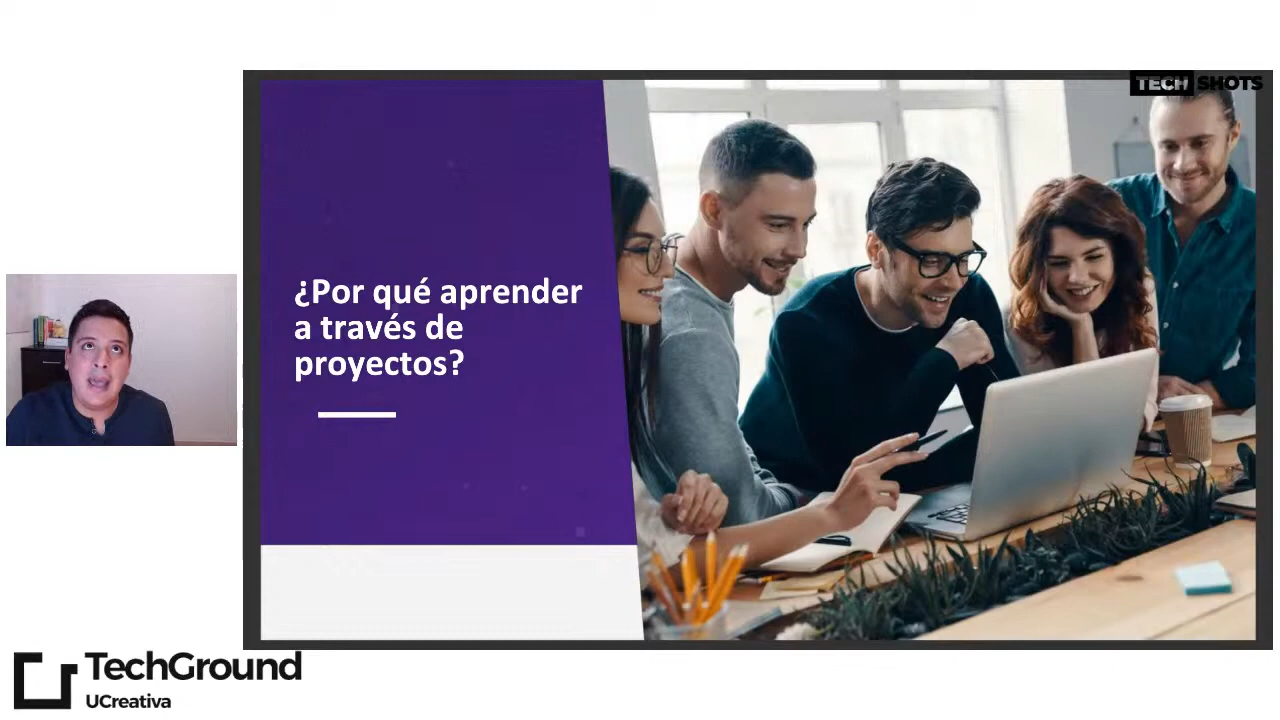 TECH SHOTS
¿Por qué aprender
a través de
proyectos?
TechGround
UCreativa